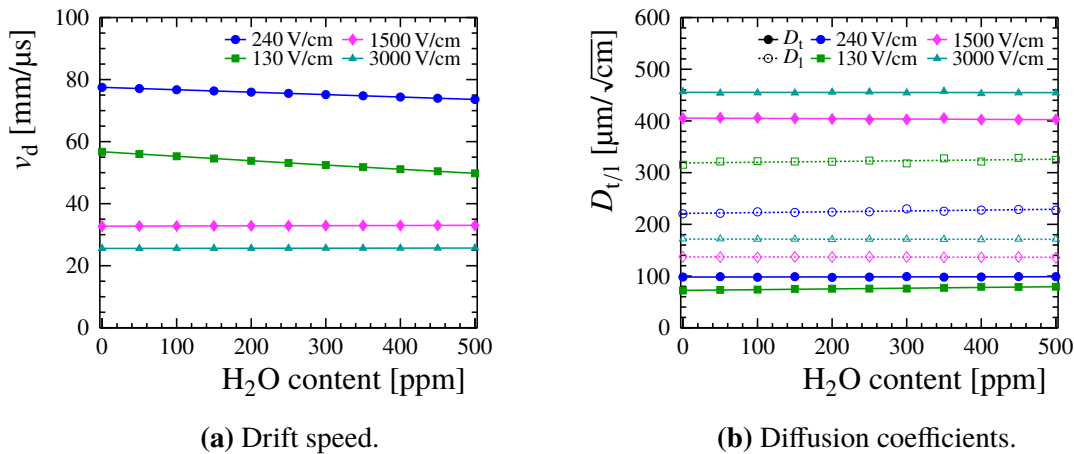 100
80
60
40
20
0
v_d [mm/μs]
240 V/cm
130 V/cm
1500 V/cm
3000 V/cm
0 100 200 300 400 500
H₂O content [ppm]
(a) Drift speed.
600
500
400
300
200
100
0
D_t/l [μm/√cm]
D_t
D_l
240 V/cm
130 V/cm
1500 V/cm
3000 V/cm
0 100 200 300 400 500
H₂O content [ppm]
(b) Diffusion coefficients.